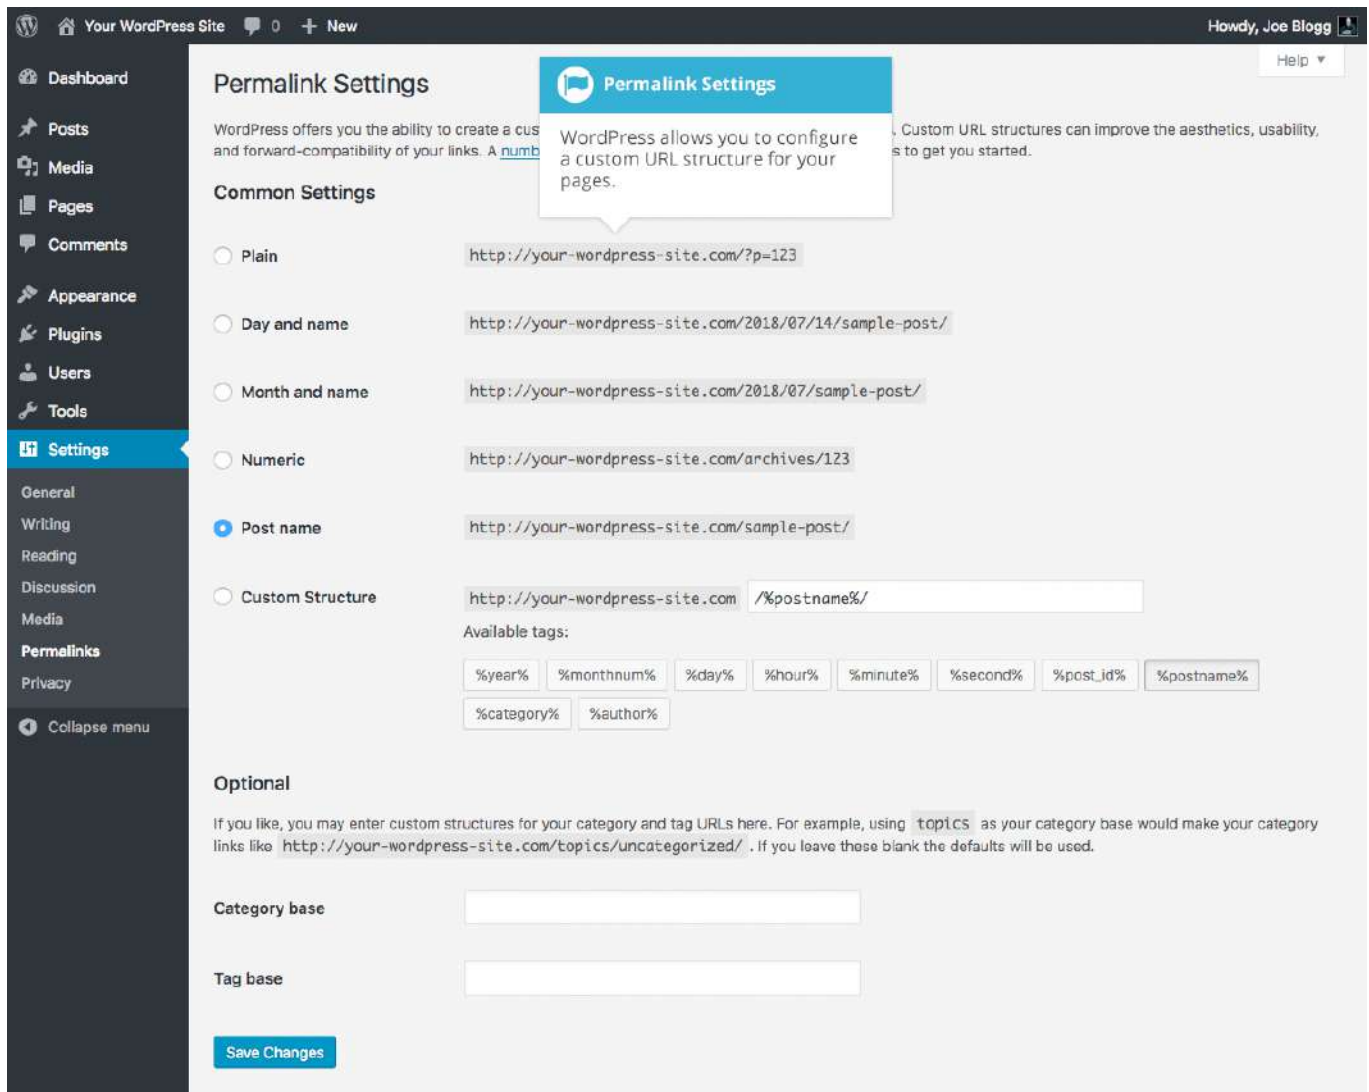 Your WordPress Site 0 + New Howdy, Joe Blogg
Help
Dashboard
Posts
Media
Pages
Comments
Appearance
Plugins
Users
Tools
Settings
General
Writing
Reading
Discussion
Media
Permalinks
Privacy
Collapse menu
Permalink Settings
WordPress offers you the ability to create a cus . Custom URL structures can improve the aesthetics, usability,
and forward-compatibility of your links. A numb s to get you started.
Permalink Settings
WordPress allows you to configure
a custom URL structure for your
pages.
Common Settings
Plain http://your-wordpress-site.com/?p=123
Day and name http://your-wordpress-site.com/2018/07/14/sample-post/
Month and name http://your-wordpress-site.com/2018/07/sample-post/
Numeric http://your-wordpress-site.com/archives/123
Post name http://your-wordpress-site.com/sample-post/
Custom Structure http://your-wordpress-site.com /%postname%/
Available tags:
%year% %monthnum% %day% %hour% %minute% %second% %post_id% %postname%
%category% %author%
Optional
If you like, you may enter custom structures for your category and tag URLs here. For example, using topics as your category base would make your category
links like http://your-wordpress-site.com/topics/uncategorized/ . If you leave these blank the defaults will be used.
Category base
Tag base
Save Changes